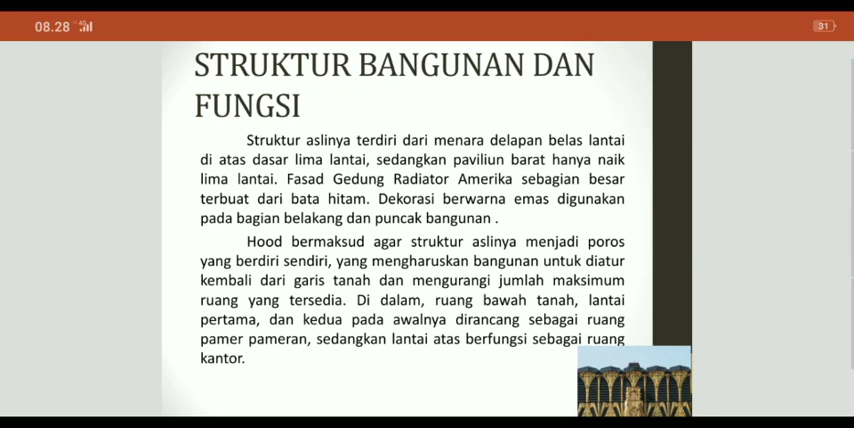 08.28 4G
31
STRUKTUR BANGUNAN DAN
FUNGSI
Struktur aslinya terdiri dari menara delapan belas lantai
di atas dasar lima lantai, sedangkan paviliun barat hanya naik
lima lantai. Fasad Gedung Radiator Amerika sebagian besar
terbuat dari bata hitam. Dekorasi berwarna emas digunakan
pada bagian belakang dan puncak bangunan .
Hood bermaksud agar struktur aslinya menjadi poros
yang berdiri sendiri, yang mengharuskan bangunan untuk diatur
kembali dari garis tanah dan mengurangi jumlah maksimum
ruang yang tersedia. Di dalam, ruang bawah tanah, lantai
pertama, dan kedua pada awalnya dirancang sebagai ruang
pamer pameran, sedangkan lantai atas berfungsi sebagai ruang
kantor.